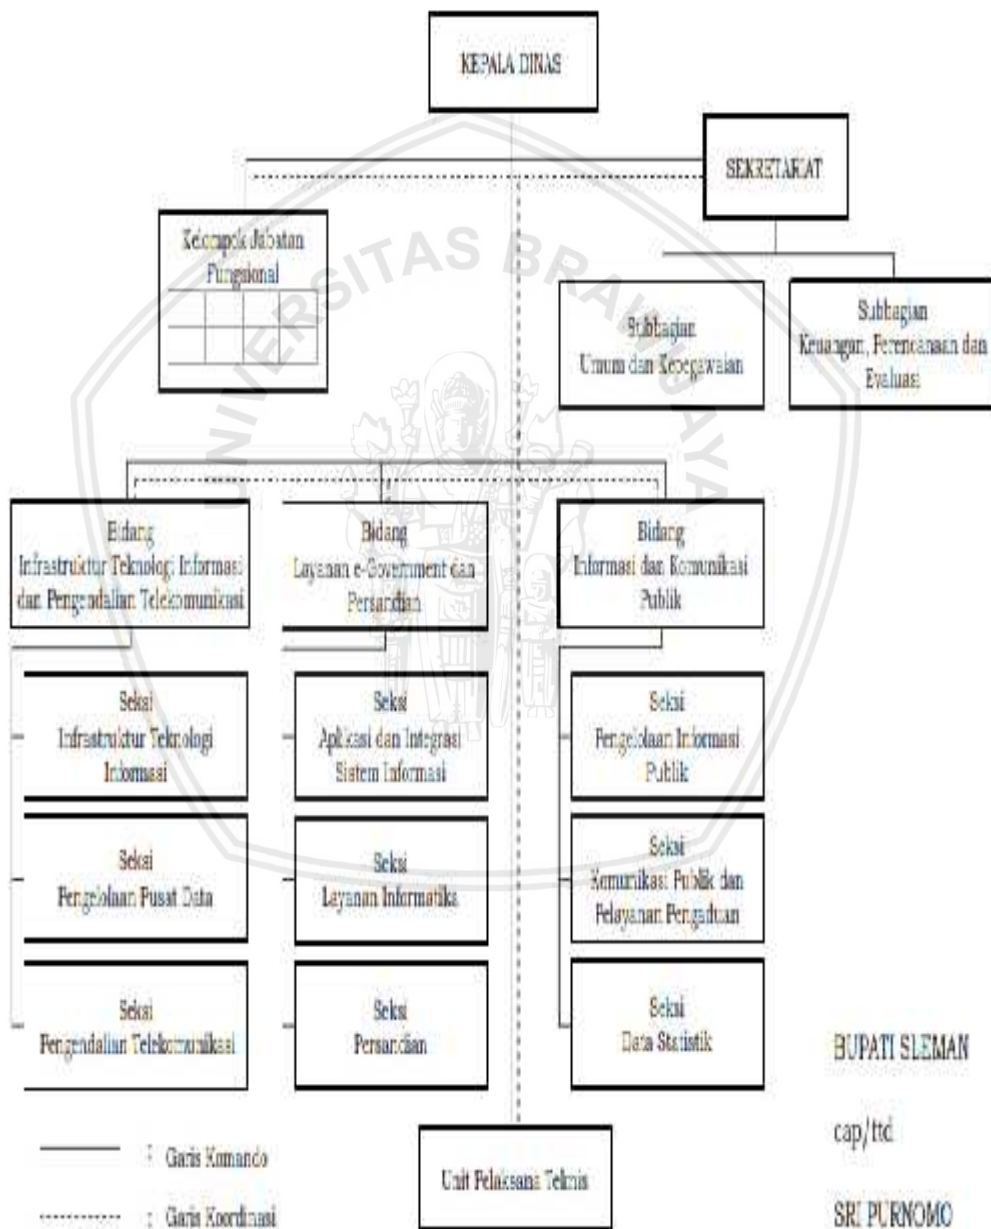 KEPALA DINAS
SEKRETARIAT
Kelompok Jabatan
Fungsional
Subbagian
Umum dan Kepegawaian
Subbagian
Keuangan, Perencanaan dan
Evaluasi
UNIVERSITAS BRAWIJAYA
Bidang
Infrastruktur Teknologi Informasi
dan Pengendalian Telekomunikasi
Bidang
Layanan e-Government dan
Persandian
Bidang
Informasi dan Komunikasi
Publik
Seksi
Infrastruktur Teknologi
Informasi
Seksi
Aplikasi dan Integrasi
Sistem Informasi
Seksi
Pengelolaan Informasi
Publik
Seksi
Pengelolaan Pusat Data
Seksi
Layanan Informatika
Seksi
Komunikasi Publik dan
Pelayanan Pengaduan
Seksi
Pengendalian Telekomunikasi
Seksi
Persandian
Seksi
Data Statistik
BUPATI SLEMAN
cap/ttd
SRI PURNOMO
: Garis Komando
: Garis Koordinasi
Unit Pelaksana Teknis